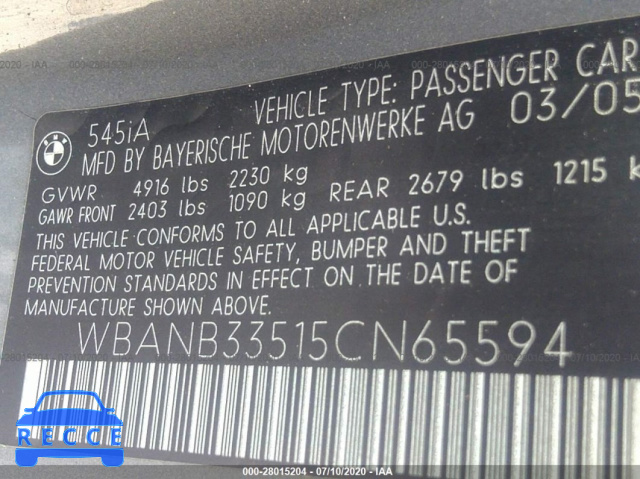 VEHICLE TYPE: PASSENGER CAR
545iA
MFD BY BAYERISCHE MOTORENWERKE AG 03/05
GVWR 4916 lbs 2230 kg
GAWR FRONT 2403 lbs 1090 kg REAR 2679 lbs 1215 k
THIS VEHICLE CONFORMS TO ALL APPLICABLE U.S.
FEDERAL MOTOR VEHICLE SAFETY, BUMPER AND THEFT
PREVENTION STANDARDS IN EFFECT ON THE DATE OF
MANUFACTURE SHOWN ABOVE.
WBANB33515CN65594
RECCE
000-28015204 - 07/10/2020 - IAA